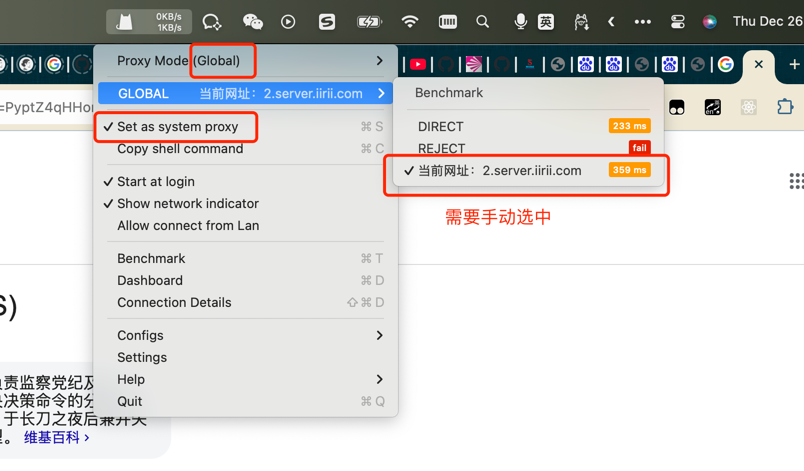 0KB/s
1KB/s
英
Thu Dec 26
=PyptZ4qHHor
Proxy Mode (Global)
GLOBAL 当前网址：2.server.iirii.com
Set as system proxy ⌘ S
Copy shell command ⌘ C
Start at login
Show network indicator
Allow connect from Lan
Benchmark ⌘ T
Dashboard ⌘ D
Connection Details ⇧ ⌘ D
Configs
Settings
Help
Quit ⌘ Q
Benchmark
DIRECT 233 ms
REJECT fail
当前网址：2.server.iirii.com 359 ms
需要手动选中
S)
负责监察党纪及
决策命令的分
于长刀之夜后兼并关
。 维基百科 ›